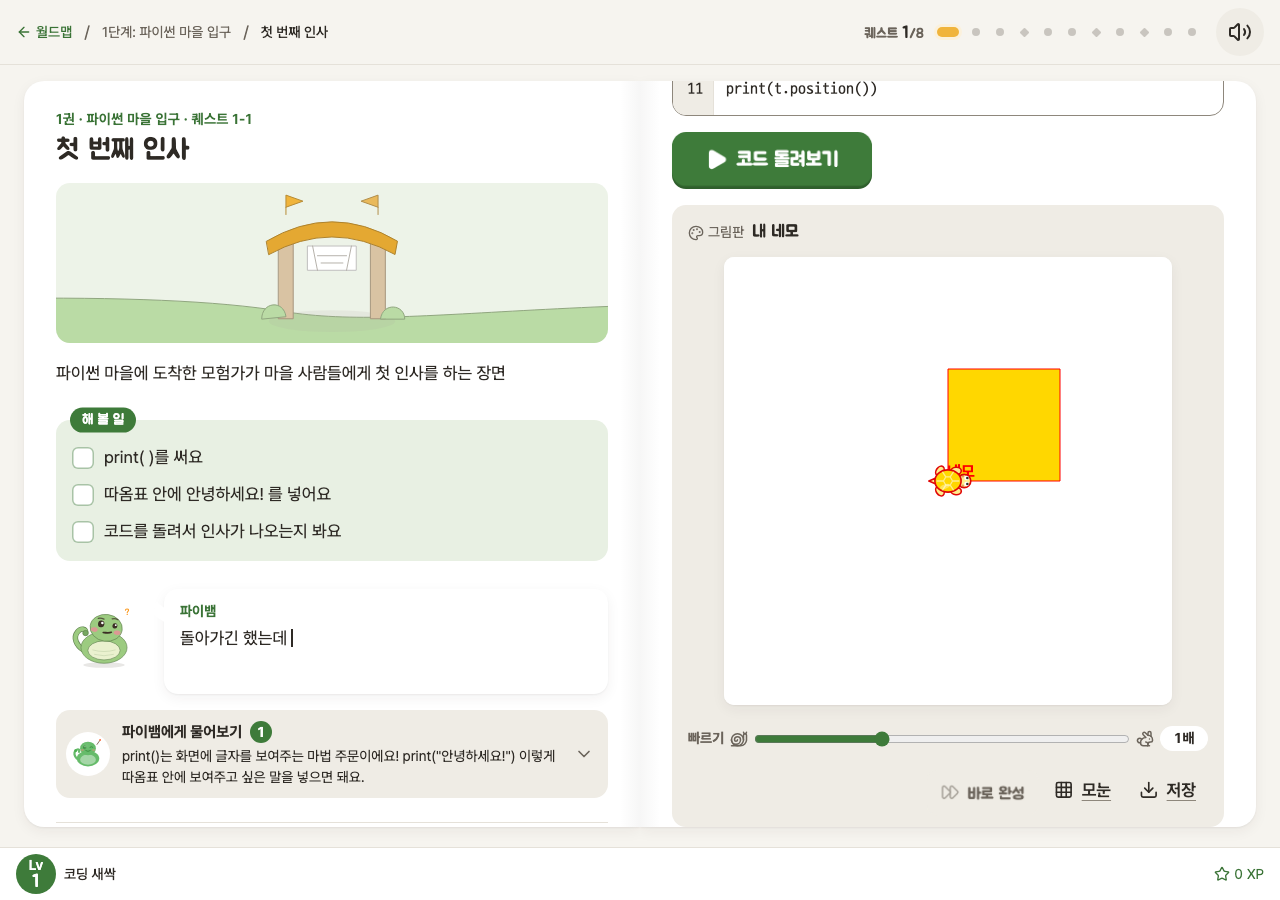 월드맵 / 1단계: 파이썬 마을 입구 / 첫 번째 인사
퀘스트 1/8
1권 · 파이썬 마을 입구 · 퀘스트 1-1
첫 번째 인사
파이썬 마을에 도착한 모험가가 마을 사람들에게 첫 인사를 하는 장면
해 볼 일
print( )를 써요
따옴표 안에 안녕하세요! 를 넣어요
코드를 돌려서 인사가 나오는지 봐요
?
파이뱀
돌아가긴 했는데
파이뱀에게 물어보기 1
print()는 화면에 글자를 보여주는 마법 주문이에요! print("안녕하세요!") 이렇게
따옴표 안에 보여주고 싶은 말을 넣으면 돼요.
11 print(t.position())
코드 돌려보기
그림판 내 네모
빠르기 1배
바로 완성 모눈 저장
Lv
1
코딩 새싹
0 XP